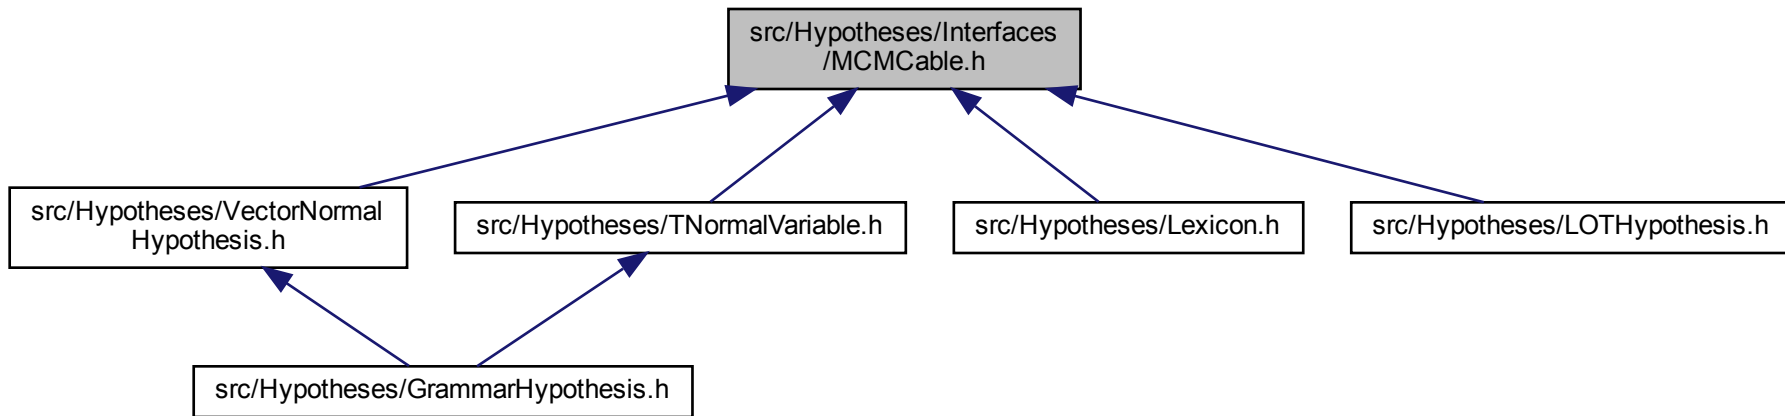 src/Hypotheses/Interfaces
/MCMCable.h
src/Hypotheses/VectorNormal
Hypothesis.h
src/Hypotheses/TNormalVariable.h
src/Hypotheses/Lexicon.h
src/Hypotheses/LOTHypothesis.h
src/Hypotheses/GrammarHypothesis.h